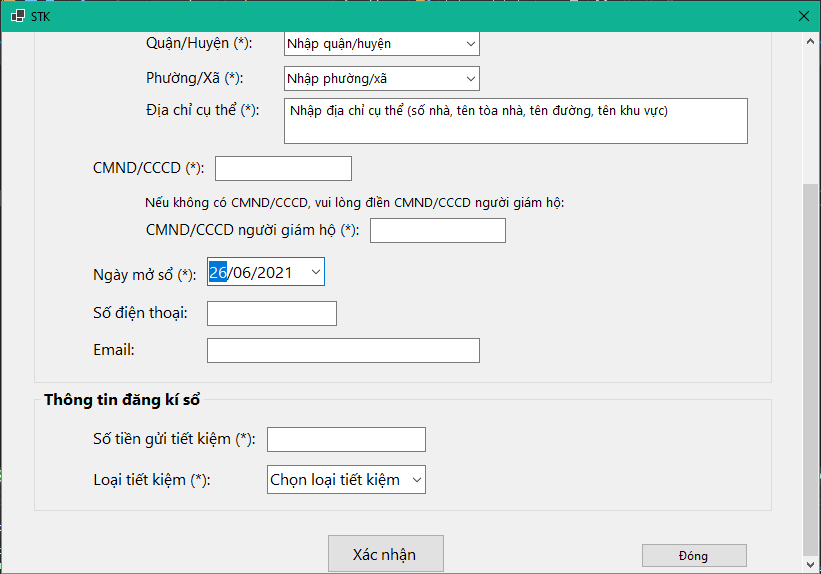 STK
Quận/Huyện (*): Nhập quận/huyện
Phường/Xã (*): Nhập phường/xã
Địa chỉ cụ thể (*): Nhập địa chỉ cụ thể (số nhà, tên tòa nhà, tên đường, tên khu vực)
CMND/CCCD (*):
Nếu không có CMND/CCCD, vui lòng điền CMND/CCCD người giám hộ:
CMND/CCCD người giám hộ (*):
Ngày mở sổ (*): 26/06/2021
Số điện thoại:
Email:
Thông tin đăng kí sổ
Số tiền gửi tiết kiệm (*):
Loại tiết kiệm (*): Chọn loại tiết kiệm
Xác nhận Đóng